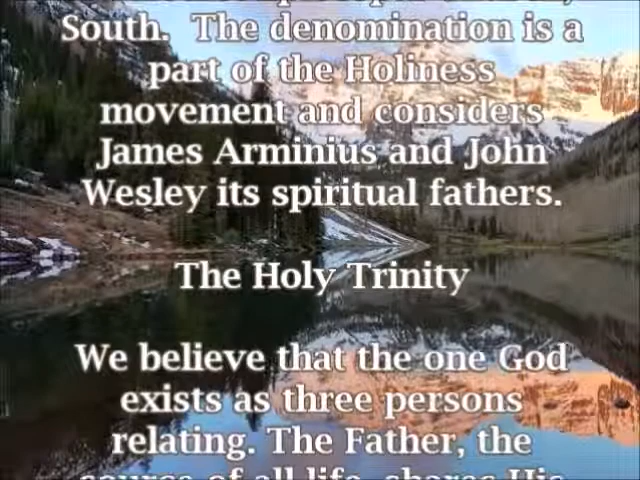 South. The denomination is a
part of the Holiness
movement and considers
James Arminius and John
Wesley its spiritual fathers.
The Holy Trinity
We believe that the one God
exists as three persons
relating. The Father, the
source of all life, shares His